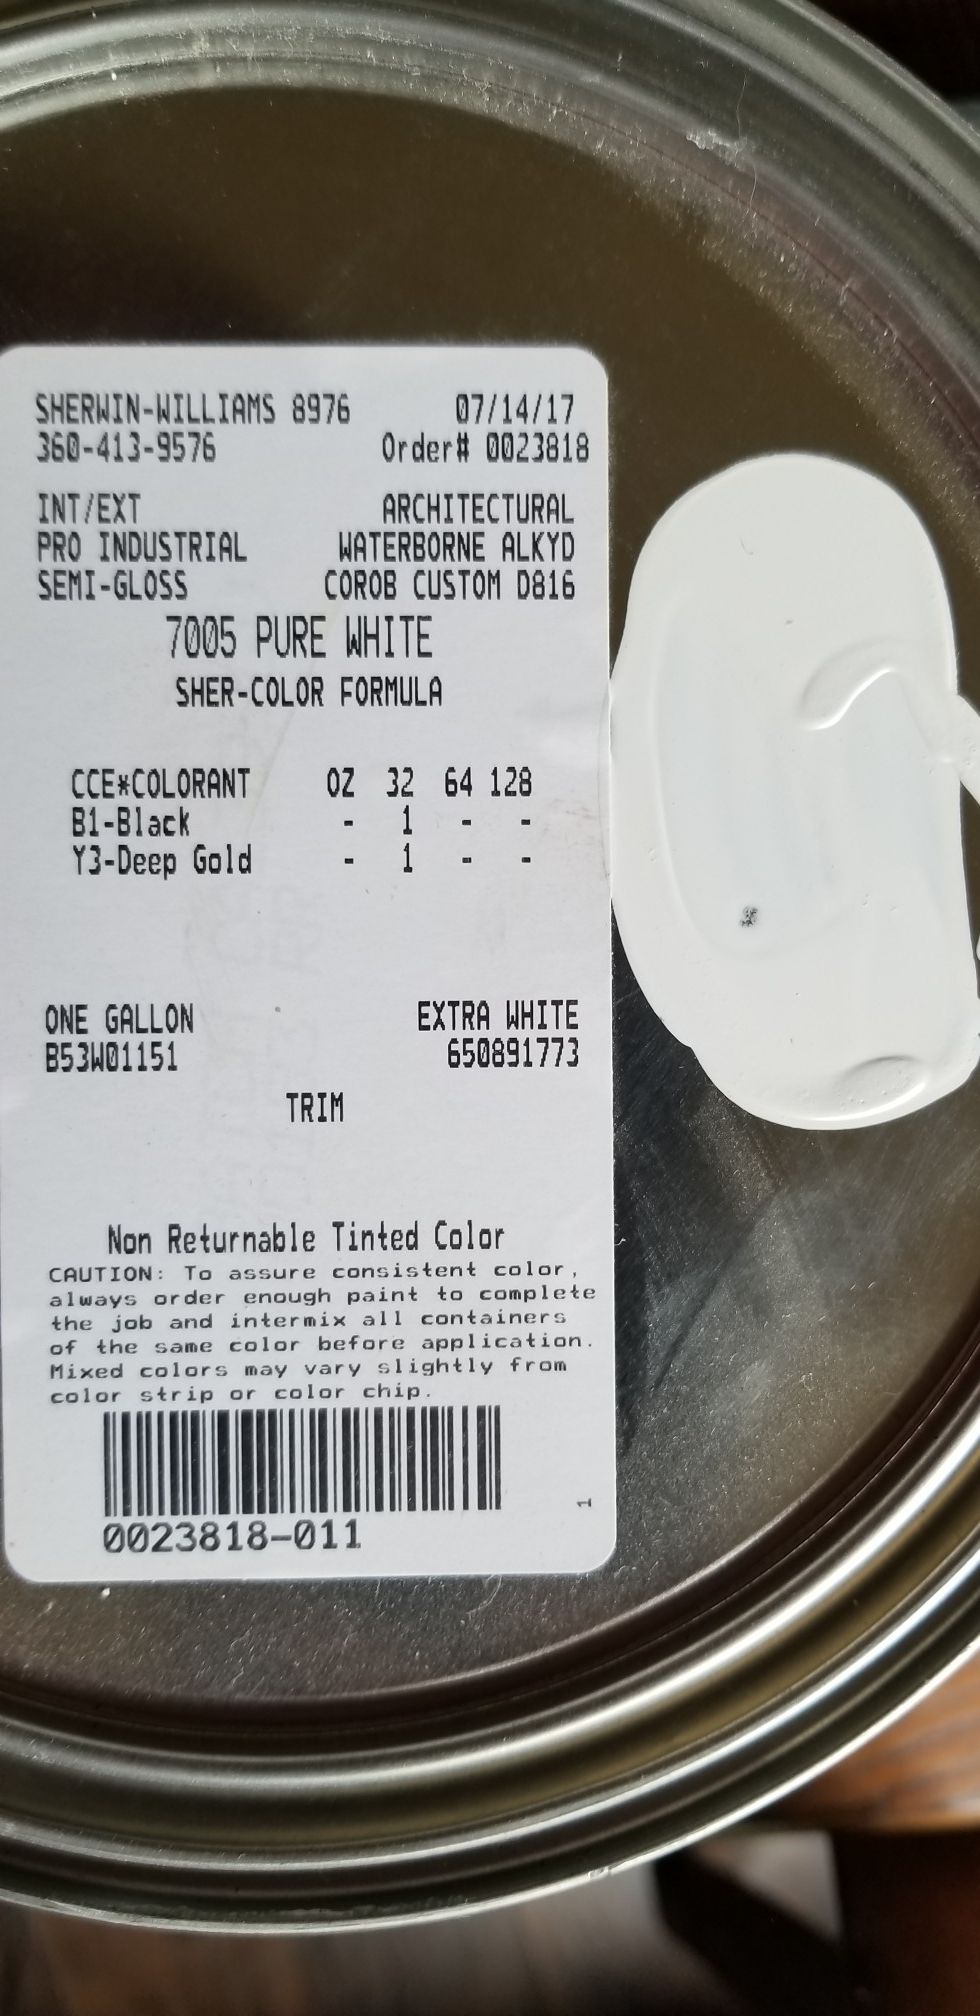 SHERWIN-WILLIAMS 8976 07/14/17
360-413-9576 Order# 0023818
INT/EXT ARCHITECTURAL
PRO INDUSTRIAL WATERBORNE ALKYD
SEMI-GLOSS COROB CUSTOM D816
7005 PURE WHITE
SHER-COLOR FORMULA
CCE*COLORANT OZ 32 64 128
B1-Black - 1 - -
Y3-Deep Gold - 1 - -
ONE GALLON EXTRA WHITE
B53W01151 650891773
TRIM
Non Returnable Tinted Color
CAUTION: To assure consistent color,
always order enough paint to complete
the job and intermix all containers
of the same color before application.
Mixed colors may vary slightly from
color strip or color chip.
1
0023818-011